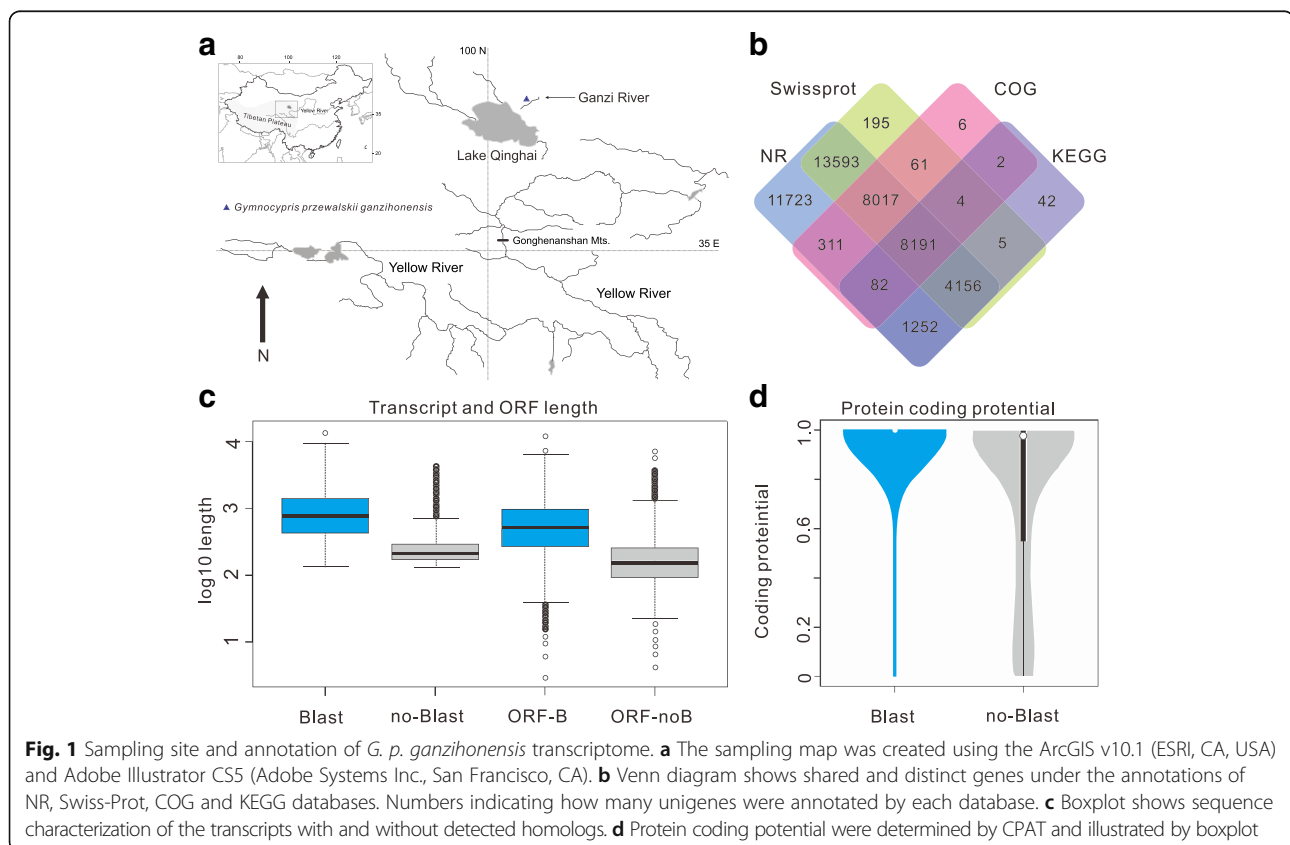 a
80
100
120
Yellow River
Tibetan Plateau
35
20
100 N
Ganzi River
Lake Qinghai
Gymnocypris przewalskii ganzihonensis
Gonghenanshan Mts.
35 E
Yellow River
Yellow River
N
b
Swissprot
COG
NR
KEGG
195
6
13593
61
2
11723
8017
4
42
311
8191
5
82
4156
1252
c
Transcript and ORF length
log10 length
4
3
2
1
Blast
no-Blast
ORF-B
ORF-noB
d
Protein coding potential
Coding proteintial
1.0
0.6
0.2
0
Blast
no-Blast
Fig. 1 Sampling site and annotation of G. p. ganzihonensis transcriptome. a The sampling map was created using the ArcGIS v10.1 (ESRI, CA, USA)
and Adobe Illustrator CS5 (Adobe Systems Inc., San Francisco, CA). b Venn diagram shows shared and distinct genes under the annotations of
NR, Swiss-Prot, COG and KEGG databases. Numbers indicating how many unigenes were annotated by each database. c Boxplot shows sequence
characterization of the transcripts with and without detected homologs. d Protein coding potential were determined by CPAT and illustrated by boxplot